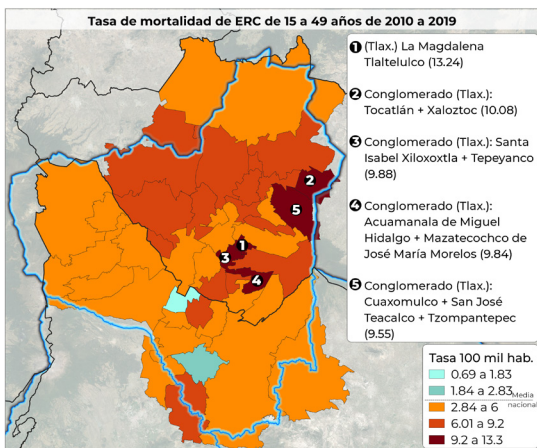 Tasa de mortalidad de ERC de 15 a 49 años de 2010 a 2019
1 (Tlax.) La Magdalena
Tlaltelulco (13.24)
2 Conglomerado (Tlax.):
Tocatlán + Xaloztoc (10.08)
3 Conglomerado (Tlax.): Santa
Isabel Xiloxoxtla + Tepeyanco
(9.88)
4 Conglomerado (Tlax.):
Acuamanala de Miguel
Hidalgo + Mazatecochco de
José María Morelos (9.84)
5 Conglomerado (Tlax.):
Cuaxomulco + San José
Teacalco + Tzompantepec
(9.55)
2
5
1
3
4
Tasa 100 mil hab.
0.69 a 1.83
1.84 a 2.83
Media
nacional
2.84 a 6
6.01 a 9.2
9.2 a 13.3